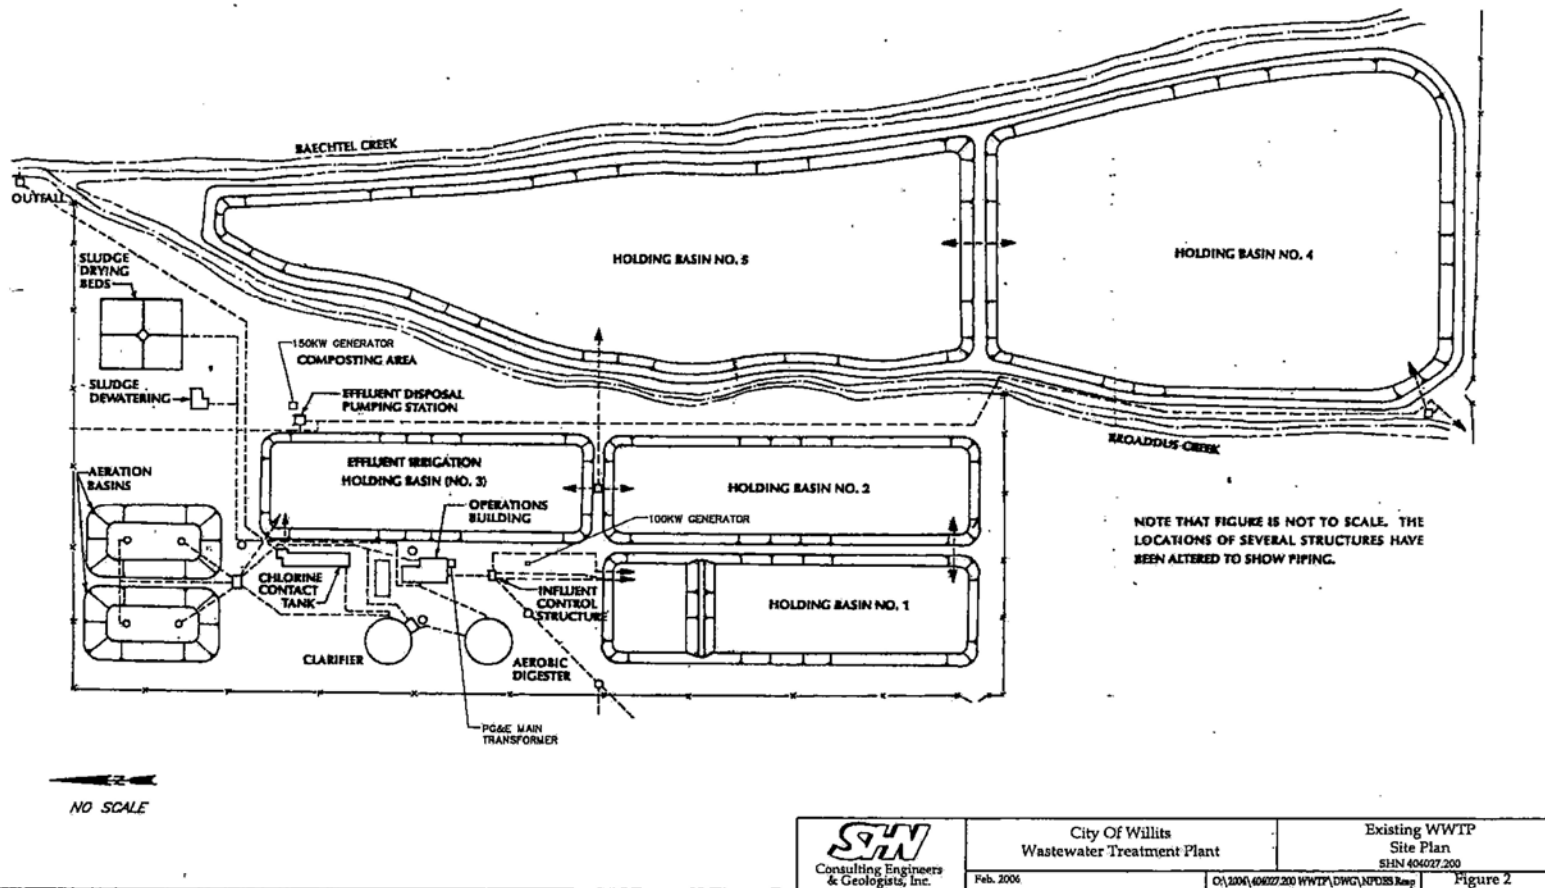 BAECHTEL CREEK
OUTFALL
SLUDGE
DRYING
BEDS
HOLDING BASIN NO. 5
HOLDING BASIN NO. 4
150KW GENERATOR
COMPOSTING AREA
SLUDGE
DEWATERING
EFFLUENT DISPOSAL
PUMPING STATION
BROADDUS CREEK
AERATION
BASINS
EFFLUENT IRRIGATION
HOLDING BASIN (NO. 3)
HOLDING BASIN NO. 2
OPERATIONS
BUILDING
100KW GENERATOR
NOTE THAT FIGURE IS NOT TO SCALE. THE
LOCATIONS OF SEVERAL STRUCTURES HAVE
BEEN ALTERED TO SHOW PIPING.
CHLORINE
CONTACT
TANK
INFLUENT
CONTROL
STRUCTURE
HOLDING BASIN NO. 1
CLARIFIER
AEROBIC
DIGESTER
PG&E MAIN
TRANSFORMER
N
NO SCALE
SHN
Consulting Engineers
& Geologists, Inc.
City Of Willits
Wastewater Treatment Plant
Existing WWTP
Site Plan
SHN 404027.200
Feb. 2006
Figure 2